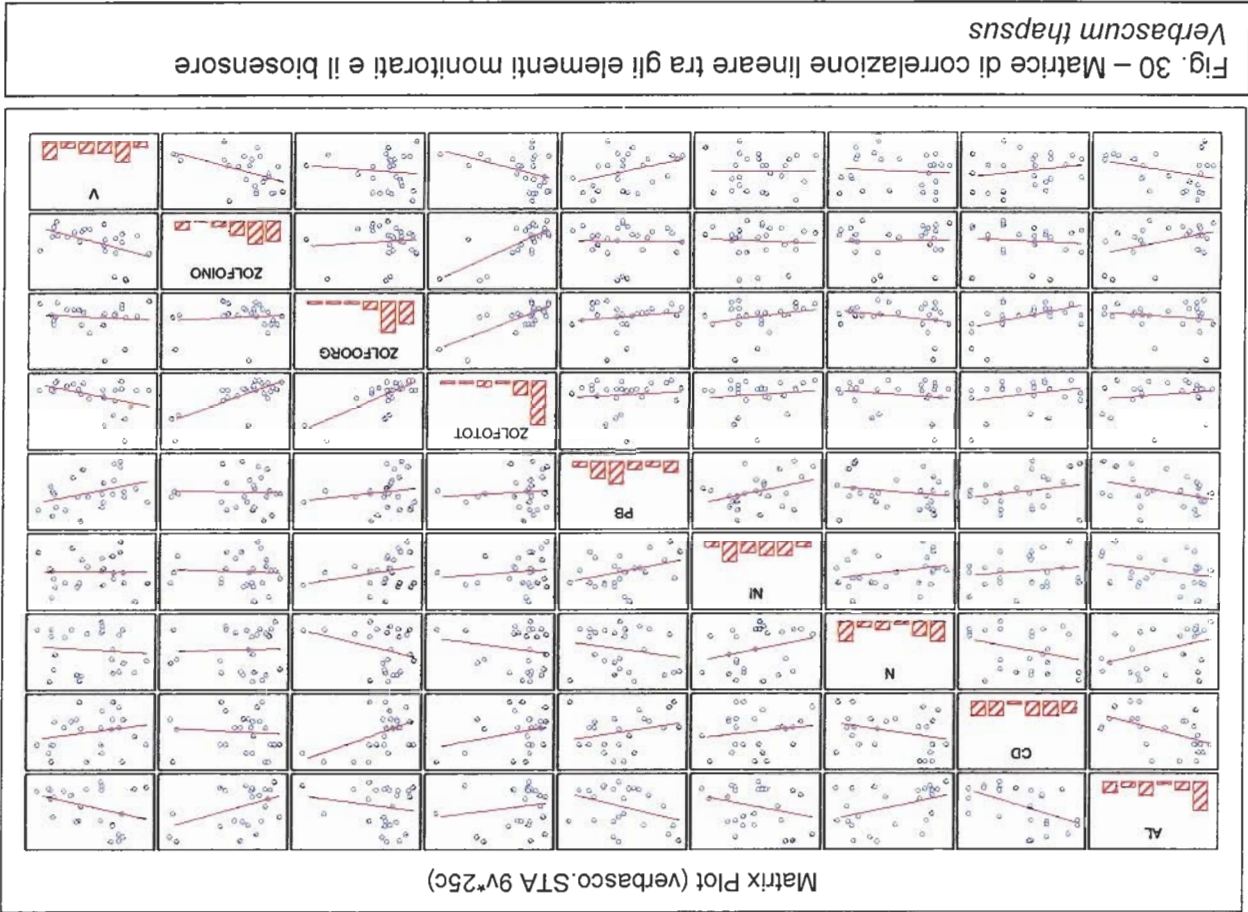 Matrix Plot (verbasco.STA 9v*25c)
AL
CD
N
NI
PB
ZOLFOTOT
ZOLFOORG
ZOLFOINO
V
Fig. 30 – Matrice di correlazione lineare tra gli elementi monitorati e il biosensore
Verbascum thapsus